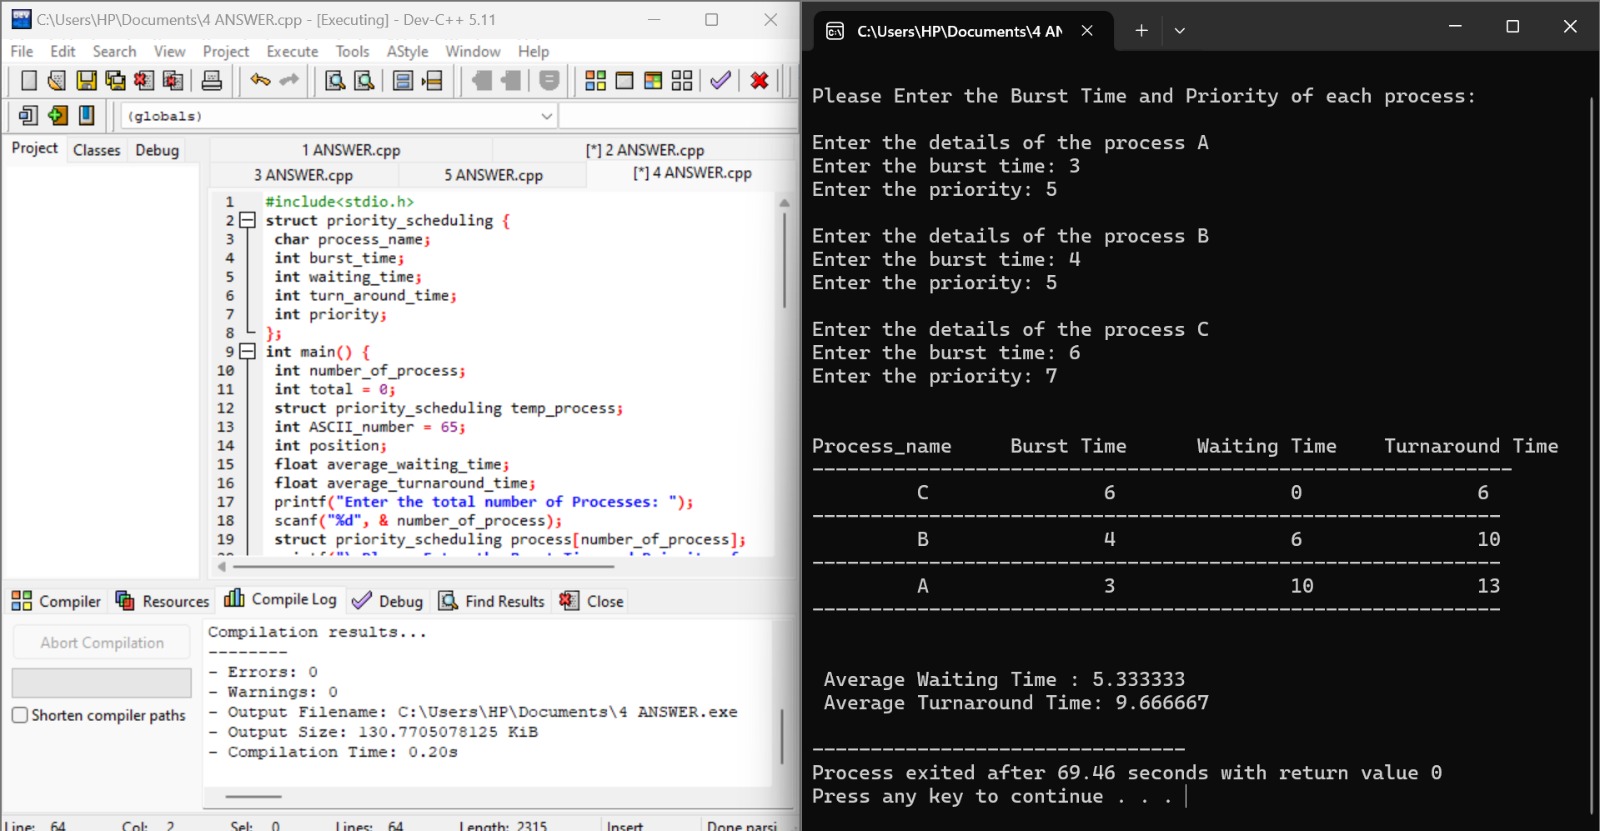 C:\Users\HP\Documents\4 ANSWER.cpp - [Executing] - Dev-C++ 5.11
File Edit Search View Project Execute Tools AStyle Window Help
(globals)
Project Classes Debug
1 ANSWER.cpp [*] 2 ANSWER.cpp
3 ANSWER.cpp 5 ANSWER.cpp [*] 4 ANSWER.cpp
1 #include<stdio.h>
2 struct priority_scheduling {
3 char process_name;
4 int burst_time;
5 int waiting_time;
6 int turn_around_time;
7 int priority;
8 };
9 int main() {
10 int number_of_process;
11 int total = 0;
12 struct priority_scheduling temp_process;
13 int ASCII_number = 65;
14 int position;
15 float average_waiting_time;
16 float average_turnaround_time;
17 printf("Enter the total number of Processes: ");
18 scanf("%d", & number_of_process);
19 struct priority_scheduling process[number_of_process];
Compiler Resources Compile Log Debug Find Results Close
Abort Compilation
Shorten compiler paths
Compilation results...
--------
- Errors: 0
- Warnings: 0
- Output Filename: C:\Users\HP\Documents\4 ANSWER.exe
- Output Size: 130.7705078125 KiB
- Compilation Time: 0.20s
Line: 64 Col: 2 Sel: 0 Lines: 64 Length: 2315 Insert Done parsi
C:\Users\HP\Documents\4 AN
Please Enter the Burst Time and Priority of each process:
Enter the details of the process A
Enter the burst time: 3
Enter the priority: 5
Enter the details of the process B
Enter the burst time: 4
Enter the priority: 5
Enter the details of the process C
Enter the burst time: 6
Enter the priority: 7
Process_name Burst Time Waiting Time Turnaround Time
------------------------------------------------------------
C 6 0 6
-----------------------------------------------------------
B 4 6 10
-----------------------------------------------------------
A 3 10 13
-----------------------------------------------------------
Average Waiting Time : 5.333333
Average Turnaround Time: 9.666667
--------------------------------
Process exited after 69.46 seconds with return value 0
Press any key to continue . . .